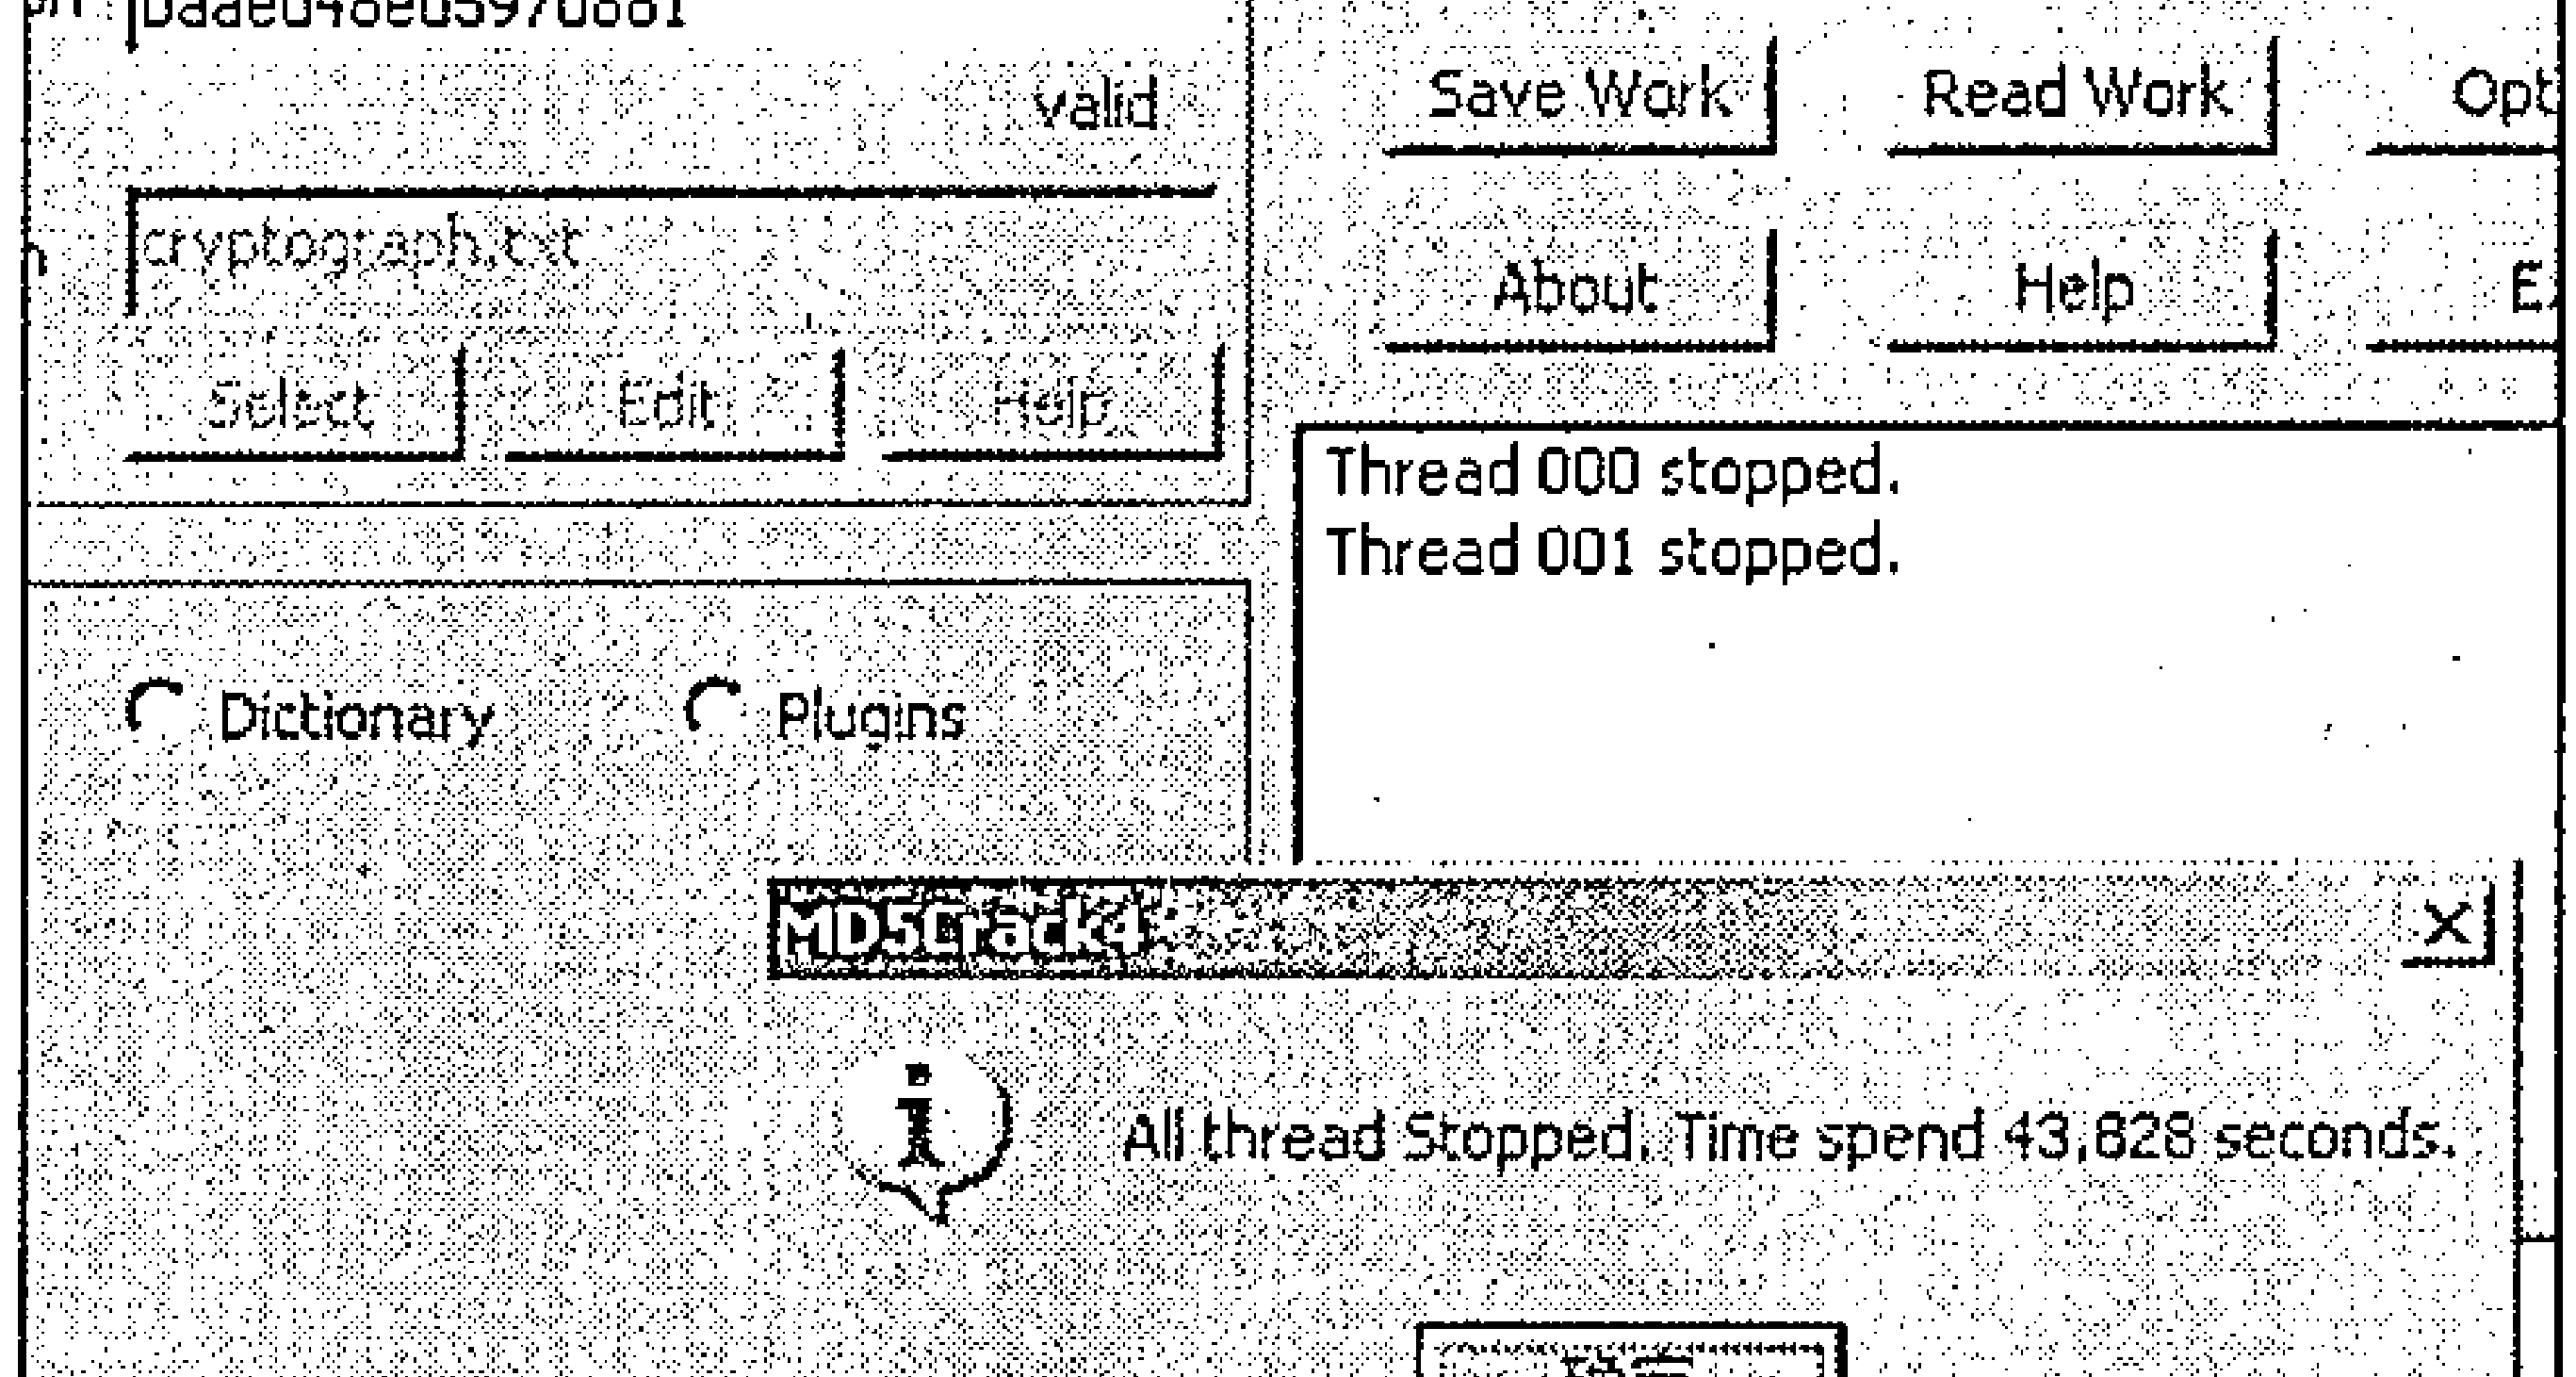 valid
Save Work
Read Work
cryptograph.txt
About
Help
Select
Edit
Help
Thread 000 stopped.
Thread 001 stopped.
Dictionary
Plugins
MD5Crack4
All thread Stopped. Time spend 43,828 seconds.